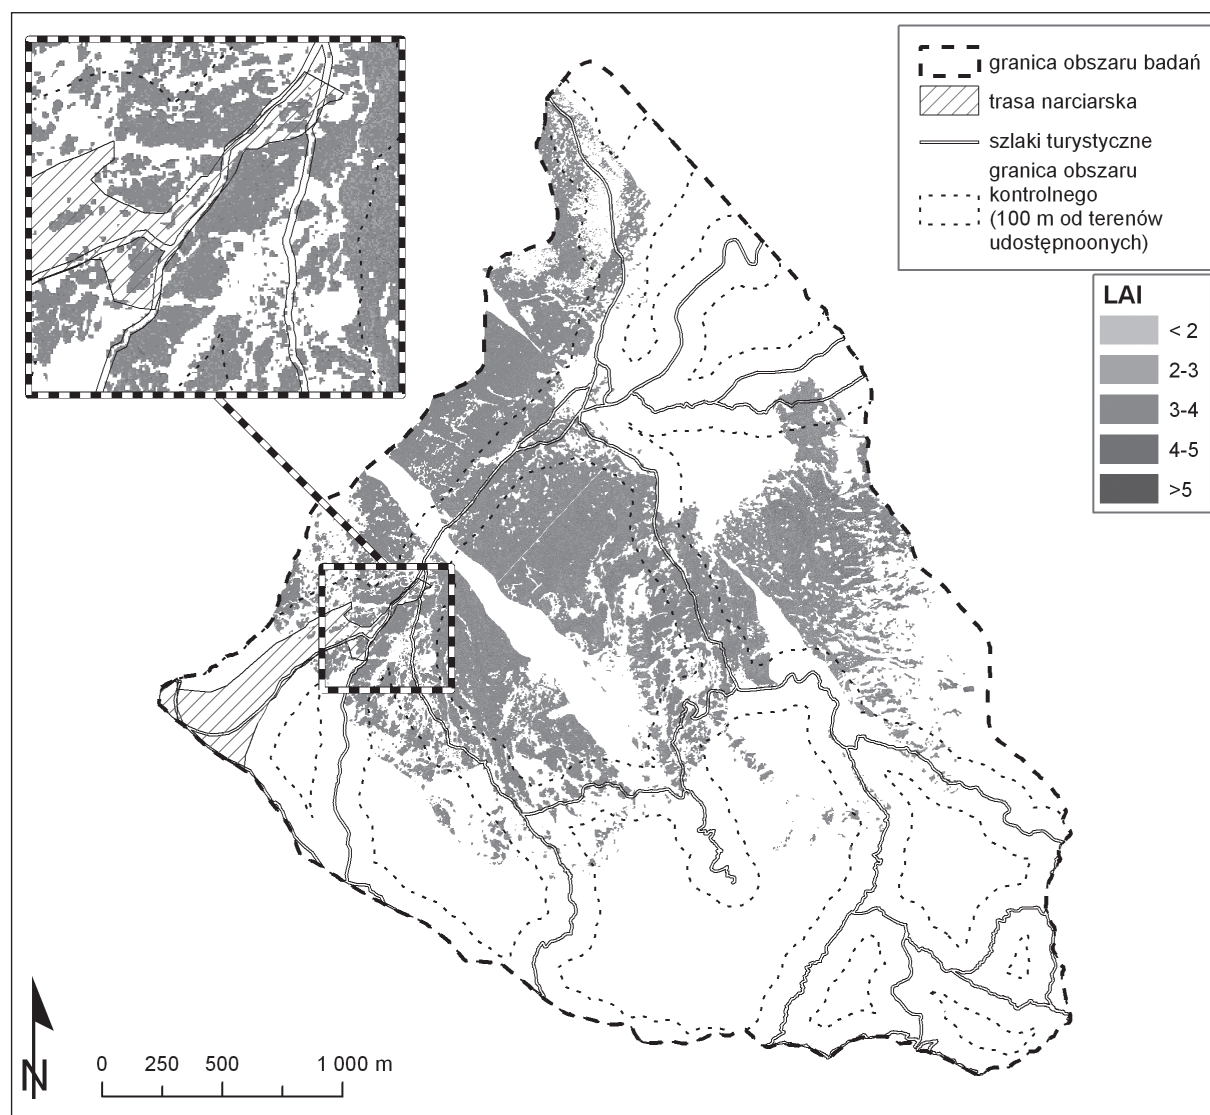 granica obszaru badań
trasa narciarska
szlaki turystyczne
granica obszaru
kontrolnego
(100 m od terenów
udostępnoonych)
LAI
< 2
2-3
3-4
4-5
>5
N
0 250 500 1 000 m